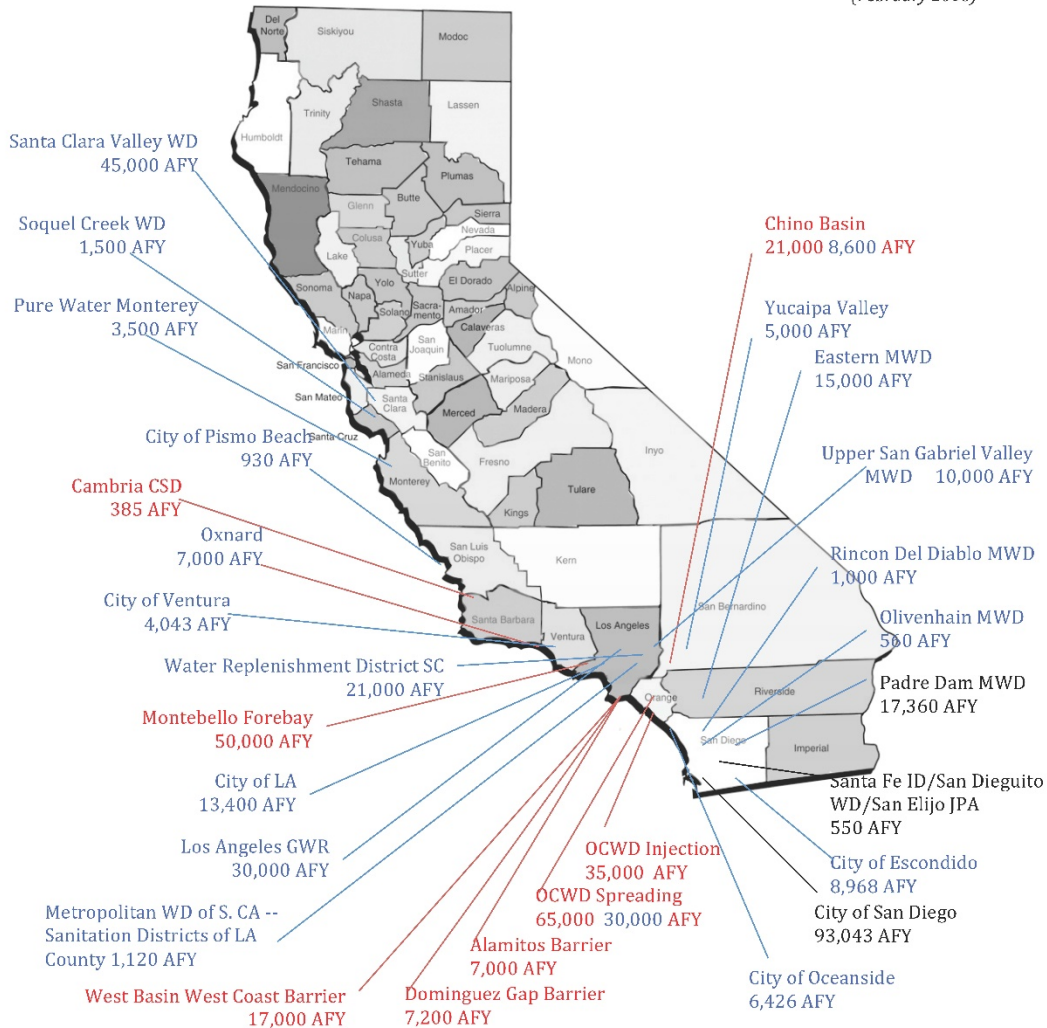 Del
Norte
Siskiyou
Modoc
Shasta
Lassen
Trinity
Humboldt
Santa Clara Valley WD
45,000 AFY
Tehama
Plumas
Mendocino
Butte
Glenn
Sierra
Soquel Creek WD
1,500 AFY
Colusa
Nevada
Yuba
Placer
Lake
Sutter
Chino Basin
21,000 8,600 AFY
Pure Water Monterey
3,500 AFY
Sonoma
Napa
Yolo
El Dorado
Alpine
Solano
Sacra-
mento
Amador
Calaveras
Yucaipa Valley
5,000 AFY
Marin
San
Joaquin
Tuolumne
Mono
Contra
Costa
San Francisco
Alameda
Stanislaus
Mariposa
Eastern MWD
15,000 AFY
San Mateo
Santa
Clara
Merced
Madera
Santa Cruz
City of Pismo Beach
930 AFY
San
Benito
Fresno
Inyo
Upper San Gabriel Valley
MWD 10,000 AFY
Monterey
Tulare
Kings
Cambria CSD
385 AFY
Oxnard
7,000 AFY
San Luis
Obispo
Kern
Rincon Del Diablo MWD
1,000 AFY
City of Ventura
4,043 AFY
San Bernardino
Santa Barbara
Ventura
Los Angeles
Olivenhain MWD
560 AFY
Water Replenishment District SC
21,000 AFY
Padre Dam MWD
17,360 AFY
Orange
Riverside
Montebello Forebay
50,000 AFY
San Diego
Imperial
City of LA
13,400 AFY
Santa Fe ID/San Dieguito
WD/San Elijo JPA
550 AFY
Los Angeles GWR
30,000 AFY
OCWD Injection
35,000 AFY
City of Escondido
8,968 AFY
OCWD Spreading
65,000 30,000 AFY
City of San Diego
93,043 AFY
Metropolitan WD of S. CA --
Sanitation Districts of LA
County 1,120 AFY
Alamitos Barrier
7,000 AFY
City of Oceanside
6,426 AFY
West Basin West Coast Barrier
17,000 AFY
Dominguez Gap Barrier
7,200 AFY